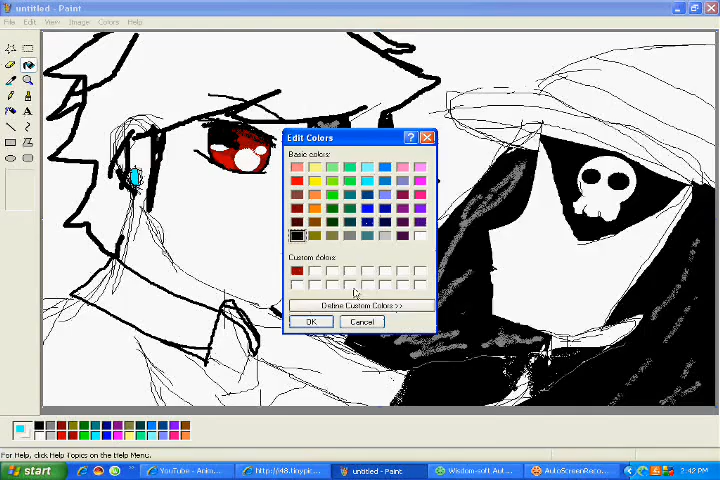 untitled - Paint
File Edit View Image Colors Help
Edit Colors
Basic colors:
Custom colors:
Define Custom Colors >>
OK Cancel
For Help, click Help Topics on the Help Menu.
start YouTube - Anim... http://48.tinypic... untitled - Paint Wisdom-soft Aut... AutoScreenReco... 2:42 PM